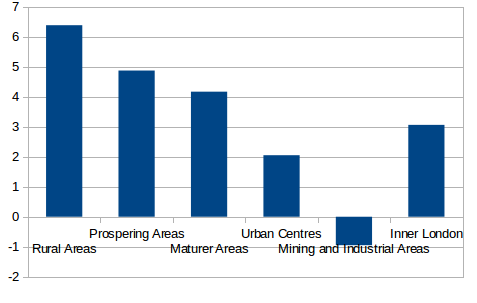 7
6
5
4
3
2
1
0
-1
-2
Prospering Areas
Urban Centres
Inner London
Rural Areas
Maturer Areas
Mining and Industrial Areas